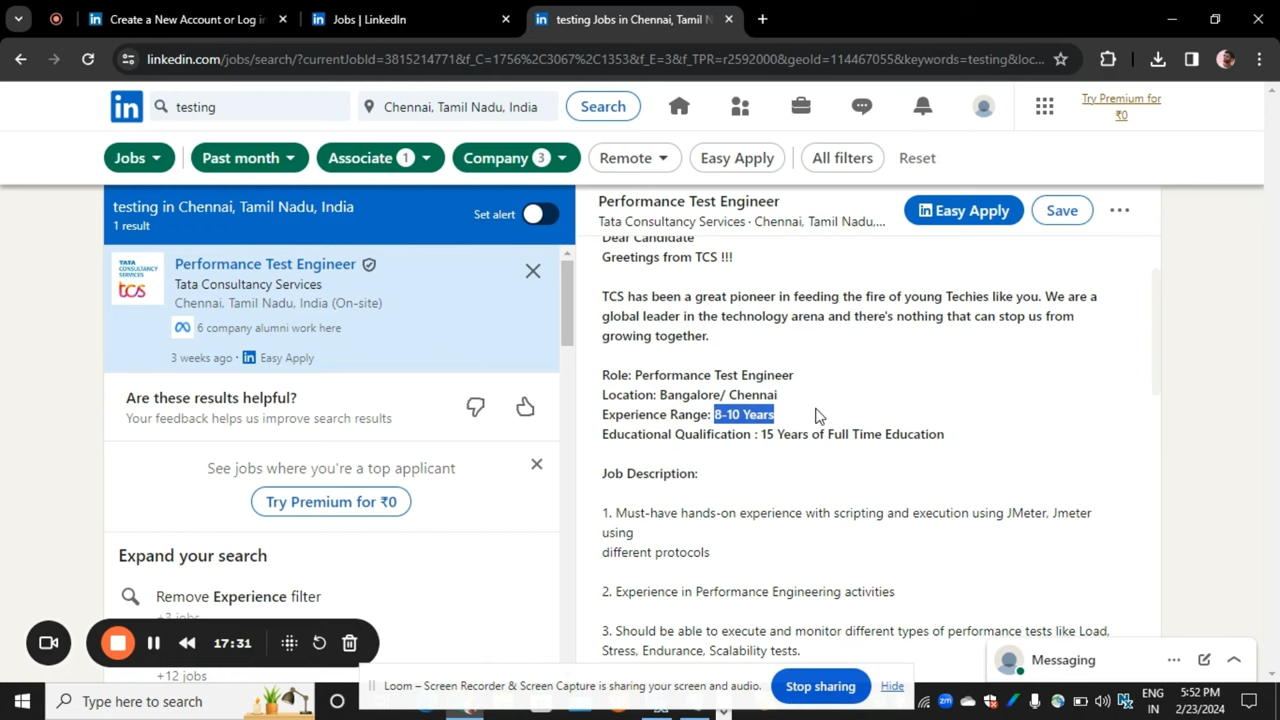 Create a New Account or Log in
Jobs | LinkedIn
testing Jobs in Chennai, Tamil N
linkedin.com/jobs/search/?currentJobId=3815214771&f_C=1756%2C3067%2C1353&f_E=3&f_TPR=r2592000&geoId=114467055&keywords=testing&loc...
in
testing
Chennai, Tamil Nadu, India
Search
Try Premium for
₹0
Jobs
Past month
Associate 1
Company 3
Remote
Easy Apply
All filters
Reset
testing in Chennai, Tamil Nadu, India
1 result
Set alert
TATA
CONSULTANCY
SERVICES
tcs
Performance Test Engineer
Tata Consultancy Services
Chennai, Tamil Nadu, India (On-site)
6 company alumni work here
3 weeks ago · in Easy Apply
Are these results helpful?
Your feedback helps us improve search results
See jobs where you're a top applicant
Try Premium for ₹0
Expand your search
Remove Experience filter
+3 jobs
+12 jobs
Performance Test Engineer
Tata Consultancy Services · Chennai, Tamil Nadu,...
in Easy Apply
Save
Dear Candidate
Greetings from TCS !!!
TCS has been a great pioneer in feeding the fire of young Techies like you. We are a
global leader in the technology arena and there's nothing that can stop us from
growing together.
Role: Performance Test Engineer
Location: Bangalore/ Chennai
Experience Range: 8-10 Years
Educational Qualification : 15 Years of Full Time Education
Job Description:
1. Must-have hands-on experience with scripting and execution using JMeter, Jmeter
using
different protocols
2. Experience in Performance Engineering activities
3. Should be able to execute and monitor different types of performance tests like Load,
Stress, Endurance, Scalability tests.
Messaging
17:31
Loom – Screen Recorder & Screen Capture is sharing your screen and audio.
Stop sharing
Hide
Type here to search
ENG
IN
5:52 PM
2/23/2024